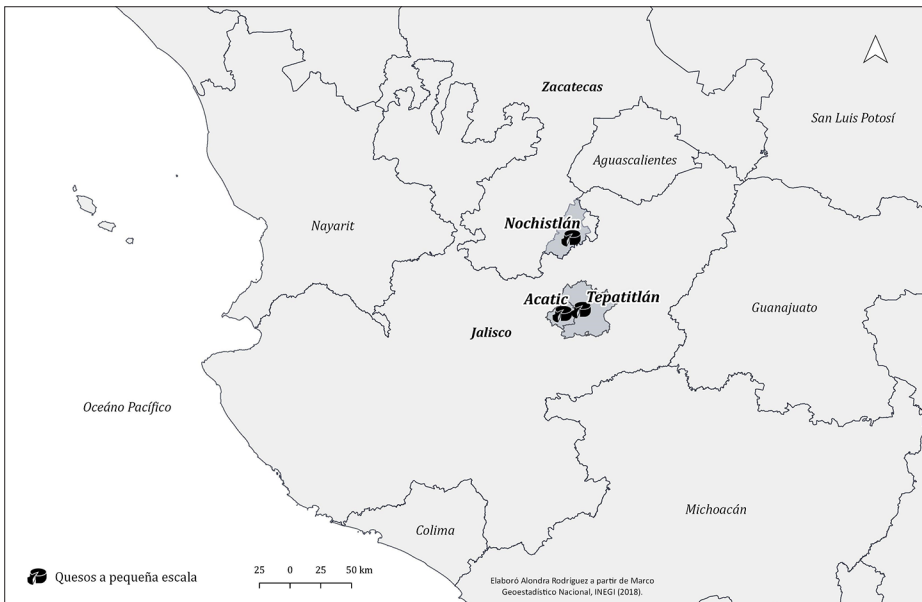 Zacatecas
San Luis Potosí
Aguascalientes
Nochistlán
Nayarit
Acatic
Tepatitlán
Guanajuato
Jalisco
Oceáno Pacífico
Michoacán
Colima
Quesos a pequeña escala
25 0 25 50 km
Elaboró Alondra Rodríguez a partir de Marco
Geoestadístico Nacional, INEGI (2018).